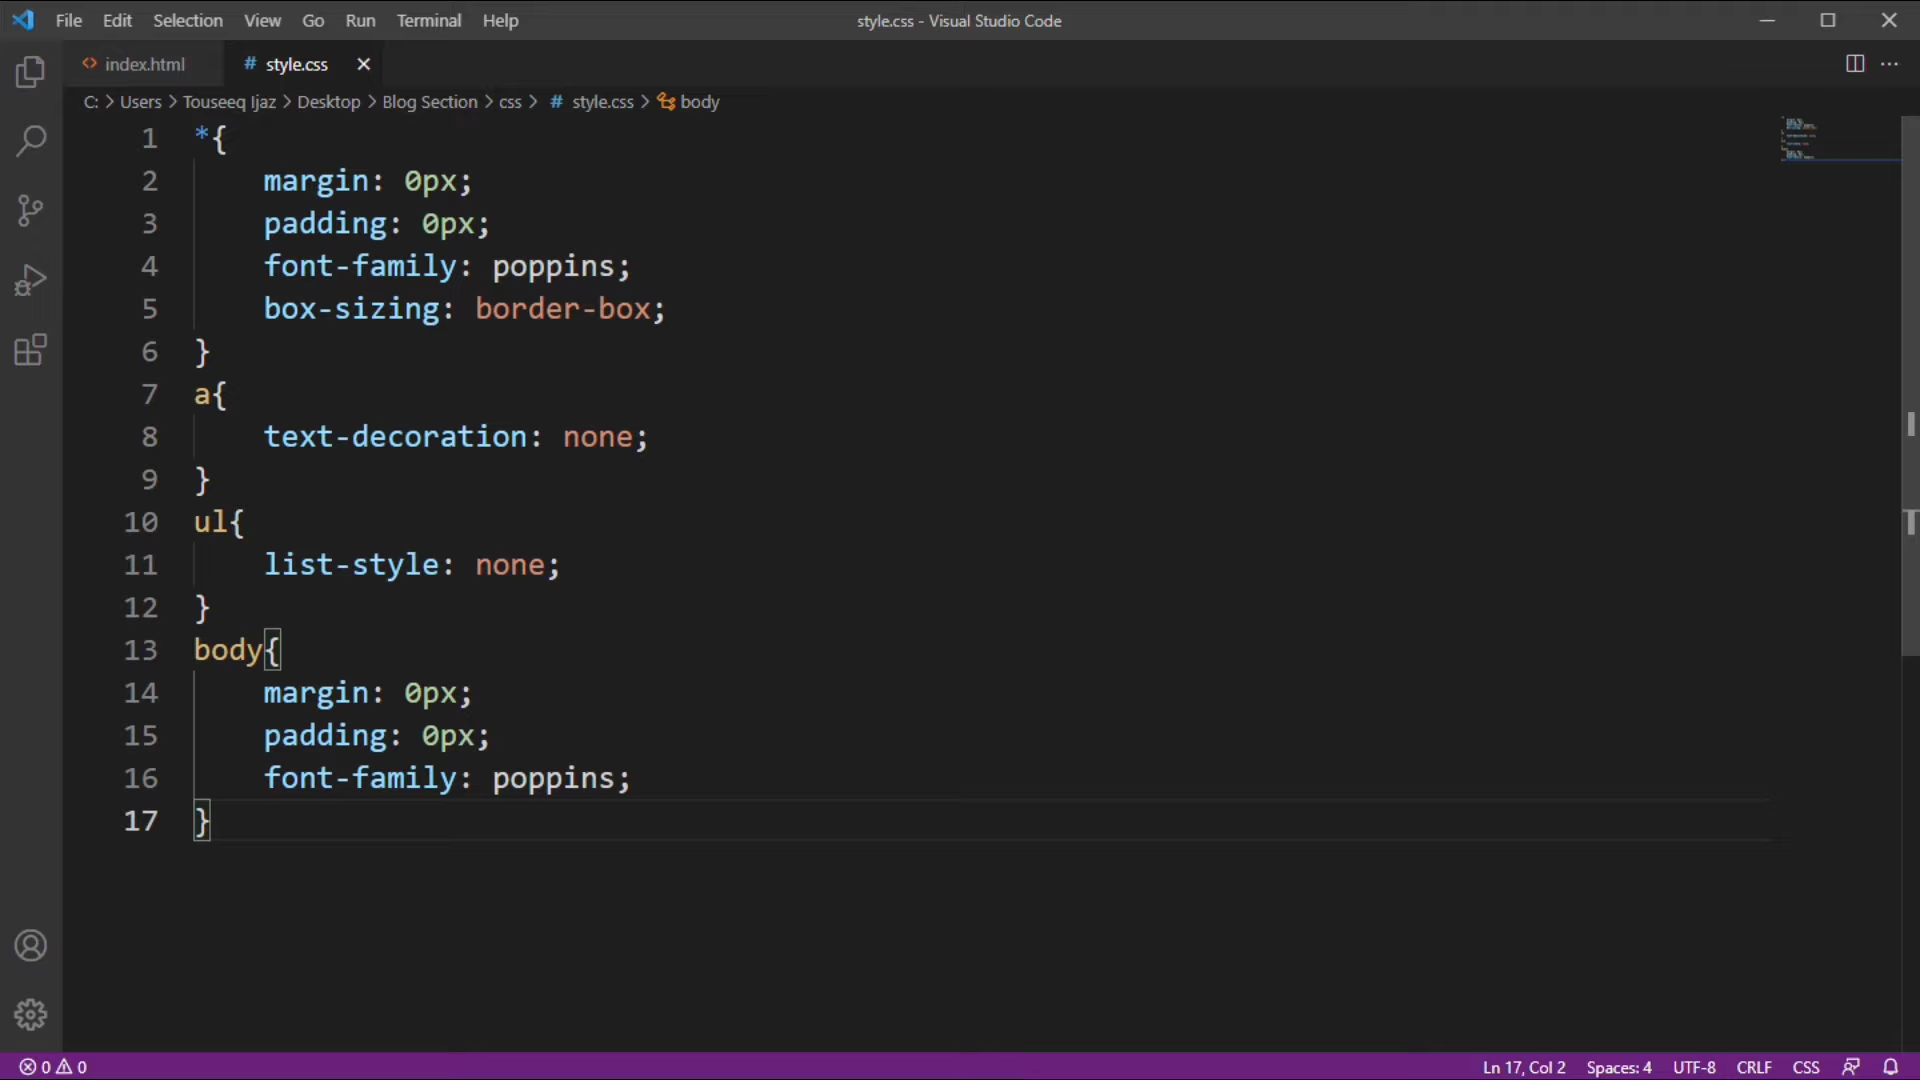 File Edit Selection View Go Run Terminal Help style.css - Visual Studio Code
<> index.html # style.css
C: > Users > Touseeq Ijaz > Desktop > Blog Section > css > # style.css > body
1 *{
2     margin: 0px;
3     padding: 0px;
4     font-family: poppins;
5     box-sizing: border-box;
6 }
7 a{
8     text-decoration: none;
9 }
10 ul{
11     list-style: none;
12 }
13 body{
14     margin: 0px;
15     padding: 0px;
16     font-family: poppins;
17 }
0 0 Ln 17, Col 2 Spaces: 4 UTF-8 CRLF CSS